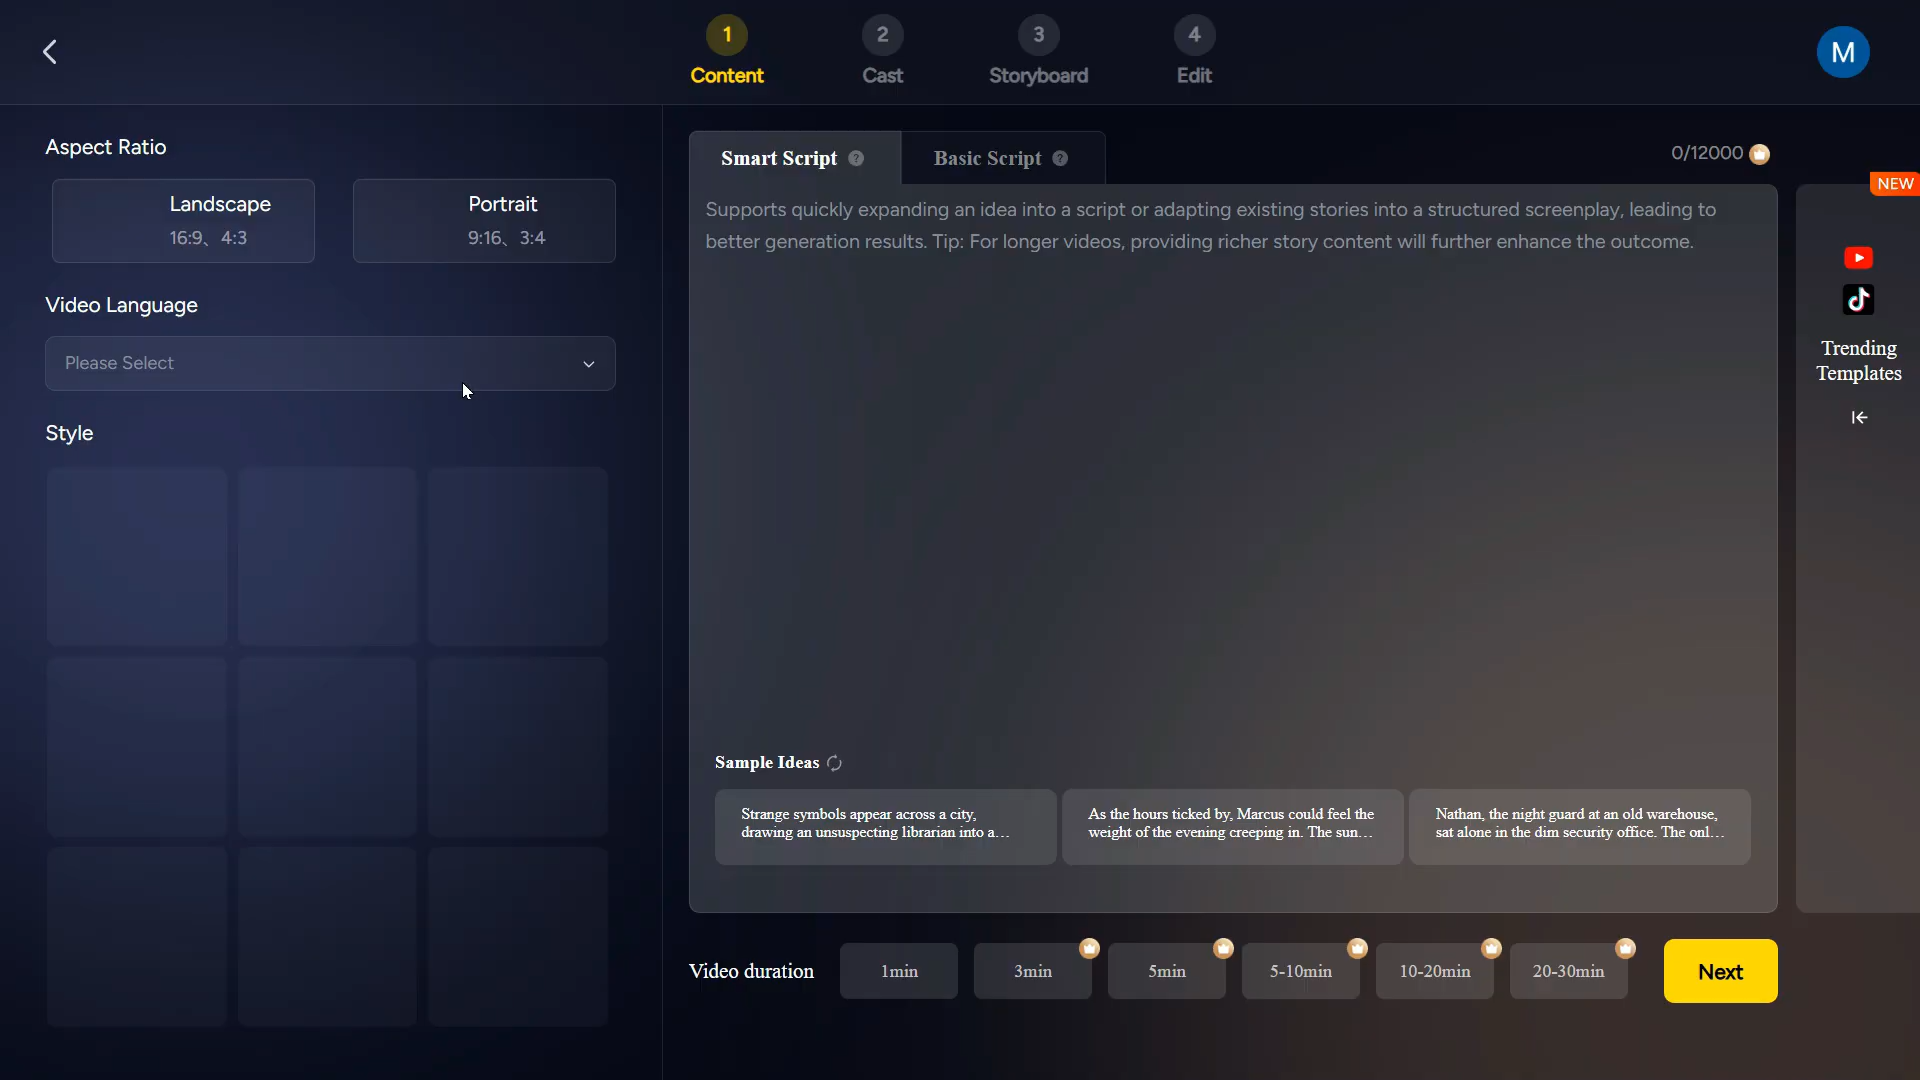 1
Content
2
Cast
3
Storyboard
4
Edit
M
Aspect Ratio
Landscape
16:9、4:3
Portrait
9:16、3:4
Video Language
Please Select
Style
Smart Script ?
Basic Script ?
0/12000
Supports quickly expanding an idea into a script or adapting existing stories into a structured screenplay, leading to
better generation results. Tip: For longer videos, providing richer story content will further enhance the outcome.
NEW
Trending
Templates
Sample Ideas
Strange symbols appear across a city,
drawing an unsuspecting librarian into a...
As the hours ticked by, Marcus could feel the
weight of the evening creeping in. The sun...
Nathan, the night guard at an old warehouse,
sat alone in the dim security office. The onl...
Video duration
1min
3min
5min
5-10min
10-20min
20-30min
Next